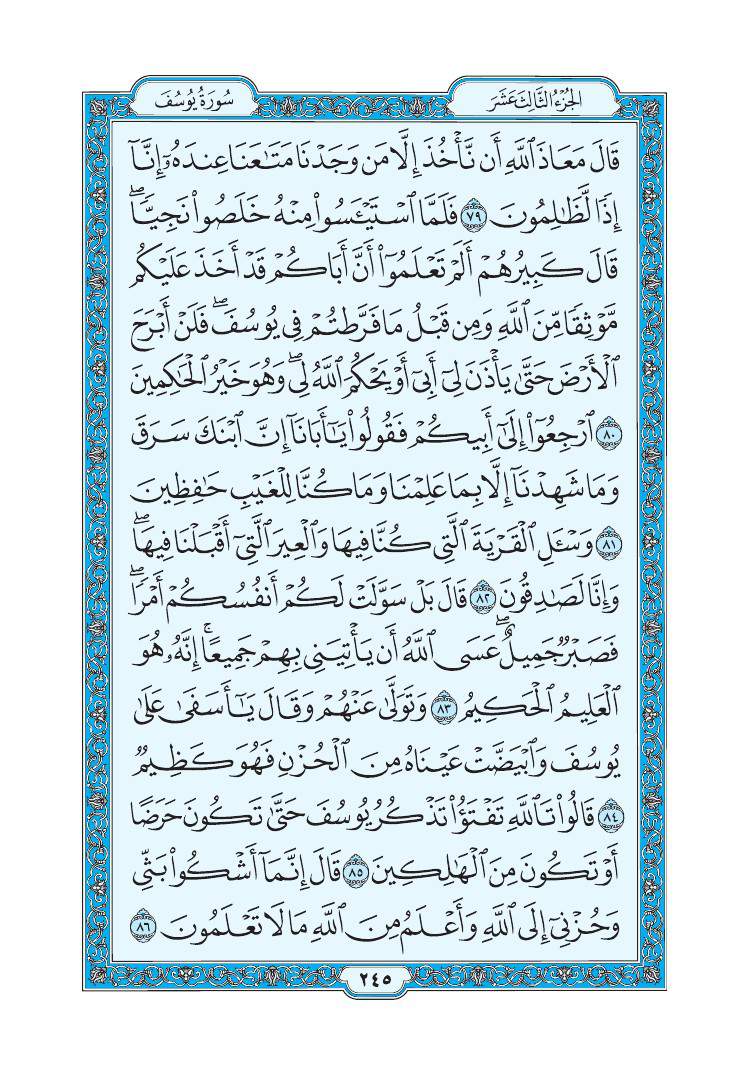 الجُزْءُ الثَّالِثَ عَشَرَ
سُورَةُ يُوسُفَ
قَالَ مَعَاذَ ٱللَّهِ أَن نَّأۡخُذَ إِلَّا مَن وَجَدۡنَا مَتَٰعَنَا عِندَهُۥٓ إِنَّآ
إِذٗا لَّظَٰلِمُونَ ٧٩ فَلَمَّا ٱسۡتَيۡـَٔسُواْ مِنۡهُ خَلَصُواْ نَجِيّٗاۖ
قَالَ كَبِيرُهُمۡ أَلَمۡ تَعۡلَمُوٓاْ أَنَّ أَبَاكُمۡ قَدۡ أَخَذَ عَلَيۡكُم
مَّوۡثِقٗا مِّنَ ٱللَّهِ وَمِن قَبۡلُ مَا فَرَّطتُمۡ فِي يُوسُفَۖ فَلَنۡ أَبۡرَحَ
ٱلۡأَرۡضَ حَتَّىٰ يَأۡذَنَ لِيٓ أَبِيٓ أَوۡ يَحۡكُمَ ٱللَّهُ لِيۖ وَهُوَ خَيۡرُ ٱلۡحَٰكِمِينَ
٨٠ ٱرۡجِعُوٓاْ إِلَىٰٓ أَبِيكُمۡ فَقُولُواْ يَٰٓأَبَانَآ إِنَّ ٱبۡنَكَ سَرَقَ
وَمَا شَهِدۡنَآ إِلَّا بِمَا عَلِمۡنَا وَمَا كُنَّا لِلۡغَيۡبِ حَٰفِظِينَ
٨١ وَسۡـَٔلِ ٱلۡقَرۡيَةَ ٱلَّتِي كُنَّا فِيهَا وَٱلۡعِيرَ ٱلَّتِيٓ أَقۡبَلۡنَا فِيهَاۖ
وَإِنَّا لَصَٰدِقُونَ ٨٢ قَالَ بَلۡ سَوَّلَتۡ لَكُمۡ أَنفُسُكُمۡ أَمۡرٗاۖ
فَصَبۡرٞ جَمِيلٌۖ عَسَى ٱللَّهُ أَن يَأۡتِيَنِي بِهِمۡ جَمِيعًاۚ إِنَّهُۥ هُوَ
ٱلۡعَلِيمُ ٱلۡحَكِيمُ ٨٣ وَتَوَلَّىٰ عَنۡهُمۡ وَقَالَ يَٰٓأَسَفَىٰ عَلَىٰ
يُوسُفَ وَٱبۡيَضَّتۡ عَيۡنَاهُ مِنَ ٱلۡحُزۡنِ فَهُوَ كَظِيمٞ
٨٤ قَالُواْ تَٱللَّهِ تَفۡتَؤُاْ تَذۡكُرُ يُوسُفَ حَتَّىٰ تَكُونَ حَرَضًا
أَوۡ تَكُونَ مِنَ ٱلۡهَٰلِكِينَ ٨٥ قَالَ إِنَّمَآ أَشۡكُواْ بَثِّي
وَحُزۡنِيٓ إِلَى ٱللَّهِ وَأَعۡلَمُ مِنَ ٱللَّهِ مَا لَا تَعۡلَمُونَ ٨٦
٢٤٥